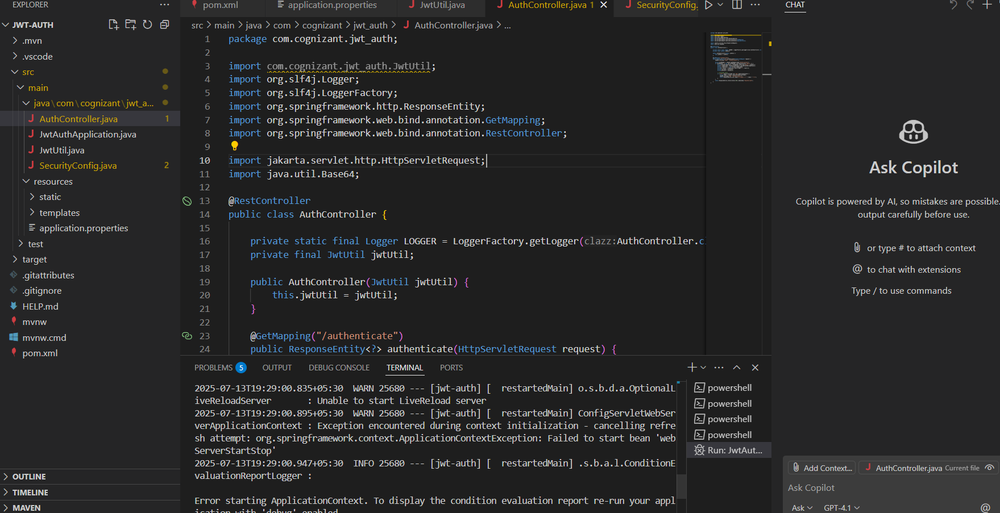 EXPLORER
JWT-AUTH
.mvn
.vscode
src
main
java\com\cognizant\jwt_a...
AuthController.java 1
JwtAuthApplication.java
JwtUtil.java
SecurityConfig.java 2
resources
static
templates
application.properties
test
target
.gitattributes
.gitignore
HELP.md
mvnw
mvnw.cmd
pom.xml
OUTLINE
TIMELINE
MAVEN
pom.xml
application.properties
JwtUtil.java
AuthController.java 1
SecurityConfig.
src > main > java > com > cognizant > jwt_auth > AuthController.java > ...
1 package com.cognizant.jwt_auth;
2
3 import com.cognizant.jwt_auth.JwtUtil;
4 import org.slf4j.Logger;
5 import org.slf4j.LoggerFactory;
6 import org.springframework.http.ResponseEntity;
7 import org.springframework.web.bind.annotation.GetMapping;
8 import org.springframework.web.bind.annotation.RestController;
9
10 import jakarta.servlet.http.HttpServletRequest;
11 import java.util.Base64;
12
13 @RestController
14 public class AuthController {
15
16 private static final Logger LOGGER = LoggerFactory.getLogger(clazz:AuthController.cl
17 private final JwtUtil jwtUtil;
18
19 public AuthController(JwtUtil jwtUtil) {
20 this.jwtUtil = jwtUtil;
21 }
22
23 @GetMapping("/authenticate")
24 public ResponseEntity<?> authenticate(HttpServletRequest request) {
PROBLEMS 5
OUTPUT
DEBUG CONSOLE
TERMINAL
PORTS
2025-07-13T19:29:00.835+05:30 WARN 25680 --- [jwt-auth] [ restartedMain] o.s.b.d.a.OptionalL
iveReloadServer : Unable to start LiveReload server
2025-07-13T19:29:00.895+05:30 WARN 25680 --- [jwt-auth] [ restartedMain] ConfigServletWebSer
verApplicationContext : Exception encountered during context initialization - cancelling refre
sh attempt: org.springframework.context.ApplicationContextException: Failed to start bean 'web
ServerStartStop'
2025-07-13T19:29:00.947+05:30 INFO 25680 --- [jwt-auth] [ restartedMain] .s.b.a.l.ConditionE
valuationReportLogger :
Error starting ApplicationContext. To display the condition evaluation report re-run your appl
ication with 'debug' enabled.
powershell
powershell
powershell
powershell
Run: JwtAut...
CHAT
Ask Copilot
Copilot is powered by AI, so mistakes are possible.
output carefully before use.
or type # to attach context
@ to chat with extensions
Type / to use commands
Add Context...
AuthController.java Current file
Ask Copilot
Ask
GPT-4.1
@